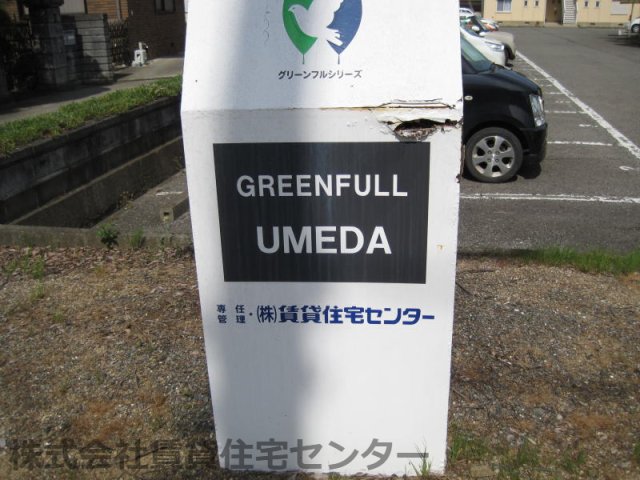 グリーンフルシリーズ
GREENFULL
UMEDA
専任
管理・(株)賃貸住宅センター
株式会社賃貸住宅センター